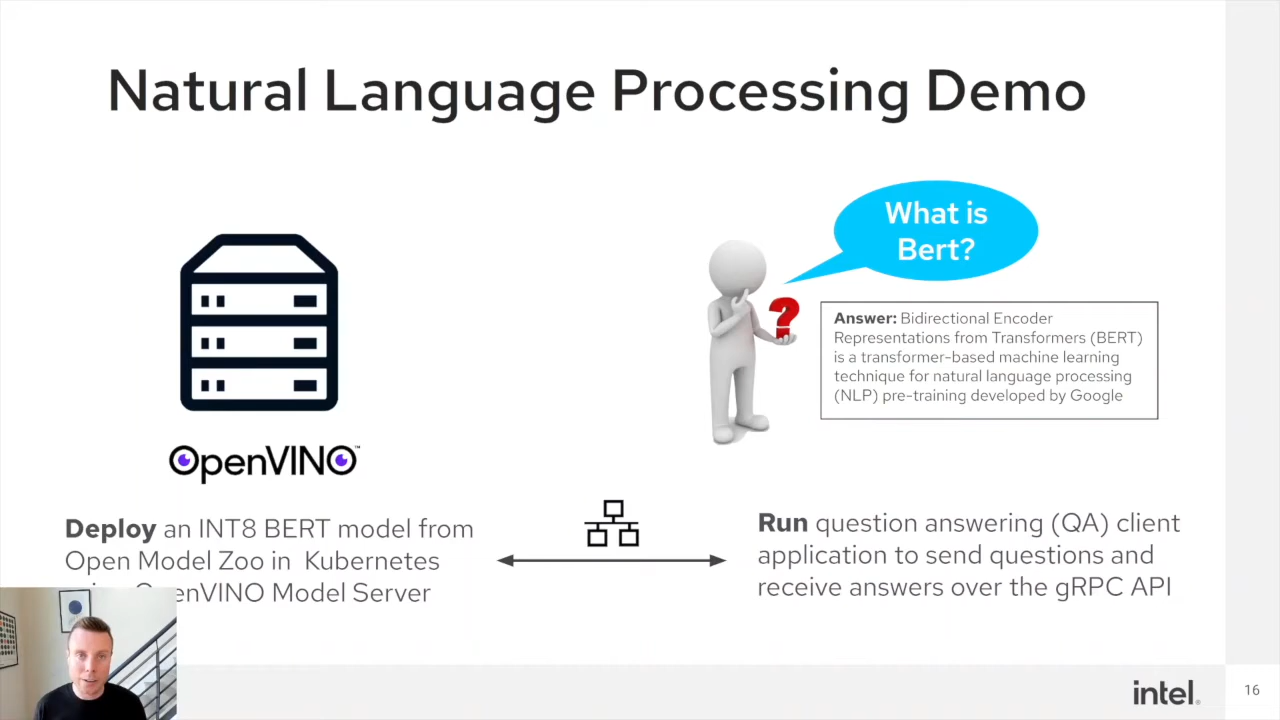 Natural Language Processing Demo
What is
Bert?
?
Answer: Bidirectional Encoder
Representations from Transformers (BERT)
is a transformer-based machine learning
technique for natural language processing
(NLP) pre-training developed by Google
OpenVINO™
Deploy an INT8 BERT model from
Open Model Zoo in Kubernetes
OpenVINO Model Server
Run question answering (QA) client
application to send questions and
receive answers over the gRPC API
intel.
16